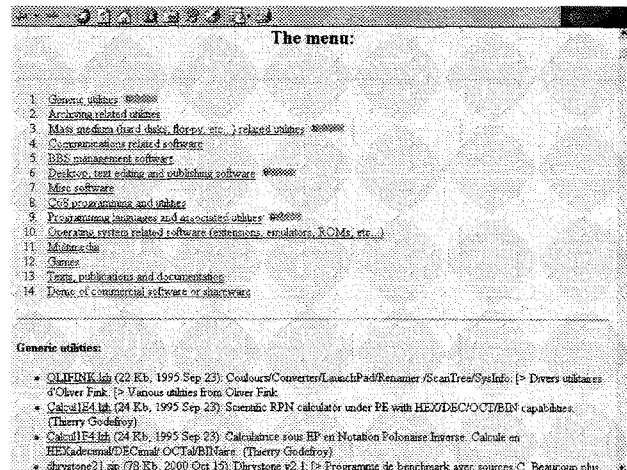 The menu:
1. Generic utilities
2. Archiving related utilities
3. Mass medium (hard disks, floppy, etc...) related utilities
4. Communications related software
5. BBS management software
6. Desktop, text editing and publishing software
7. Misc software
8. C68 programming and utilities
9. Programming languages and associated utilities
10. Operating system related software (extensions, emulators, ROMs, etc...)
11. Multimedia
12. Games
13. Texts, publications and documentation
14. Demo of commercial software or shareware
Generic utilities:
• OLIFINK.lzh (22 Kb, 1995 Sep 23): Coulours/Converter/LaunchPad/Renamer /ScanTree/SysInfo. [> Divers utilitaires
d'Oliver Fink. [> Various utilities from Oliver Fink
• Calcul1E4.lzh (24 Kb, 1995 Sep 23): Scientific RPN calculator under PE with HEX/DEC/OCT/BIN capabilities.
(Thierry Godefroy)
• Calcul1F4.lzh (24 Kb, 1995 Sep 23): Calculatrice sous EP en Notation Polonaise Inverse. Calcule en
HEXadecimal/DECimal/ OCTal/BINaire. (Thierry Godefroy)
• dhrystone21.zip (78 Kb, 2000 Oct 15): Dhrystone v2.1. [> Programme de benchmark avec sources C. Beaucoup plus